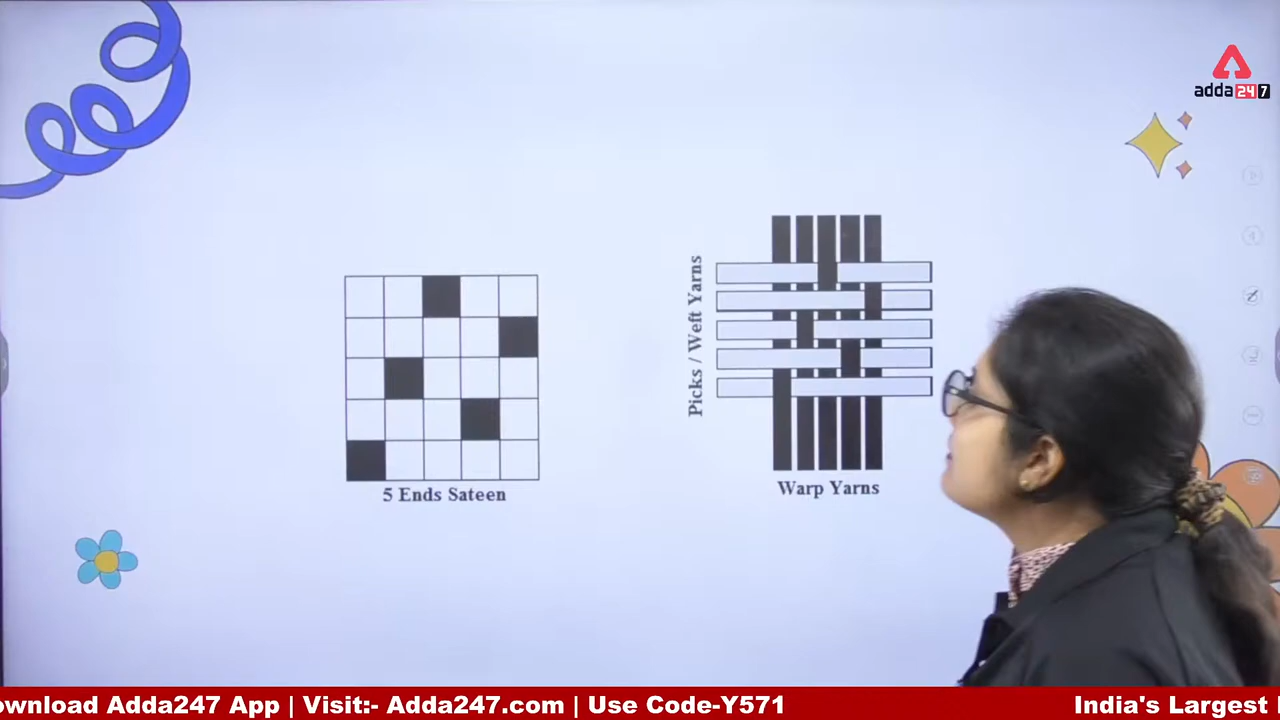 adda247
Picks / Weft Yarns
5 Ends Sateen
Warp Yarns
ownload Adda247 App | Visit:- Adda247.com | Use Code-Y571
India's Largest